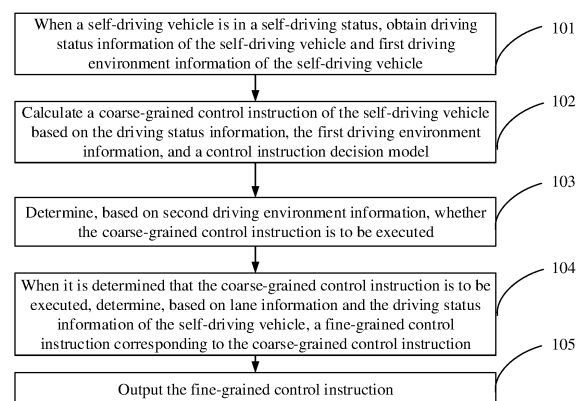 When a self-driving vehicle is in a self-driving status, obtain driving
status information of the self-driving vehicle and first driving
environment information of the self-driving vehicle
101
Calculate a coarse-grained control instruction of the self-driving vehicle
based on the driving status information, the first driving environment
information, and a control instruction decision model
102
Determine, based on second driving environment information, whether
the coarse-grained control instruction is to be executed
103
When it is determined that the coarse-grained control instruction is to be
executed, determine, based on lane information and the driving status
information of the self-driving vehicle, a fine-grained control
instruction corresponding to the coarse-grained control instruction
104
Output the fine-grained control instruction
105